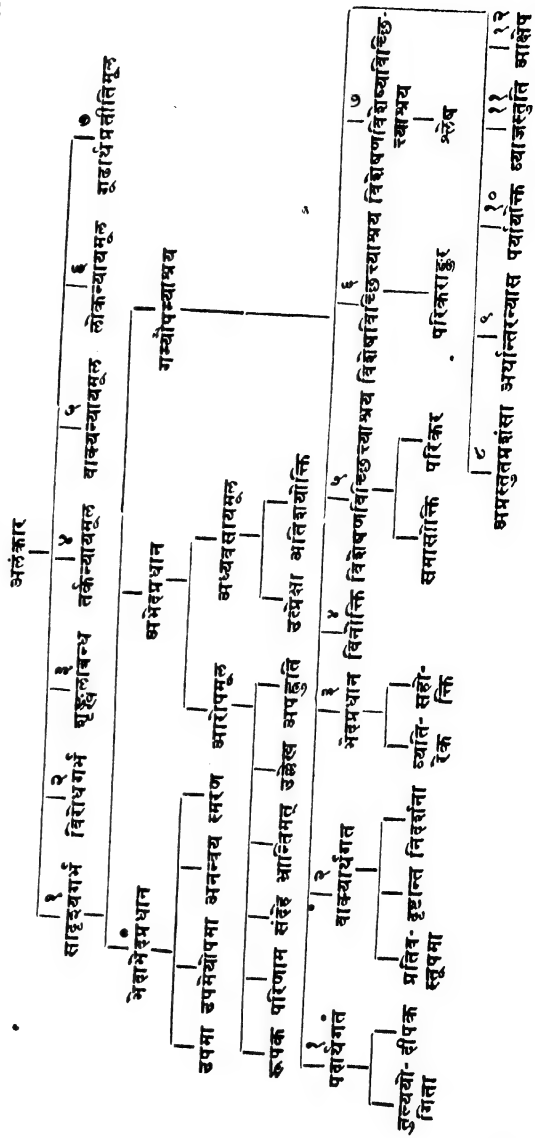 अलंकार
१ २ ३ ४ ५ ६ ७
सादृश्यगर्भ विरोधगर्भ शृङ्खलाबन्ध तर्कन्यायमूल वाक्यन्यायमूल लोकन्यायमूल गूढार्थप्रतीतिमूल
भेदाभेदप्रधान अभेदप्रधान गम्यौपम्याश्रय
उपमा उपमेयोपमा अनन्वय स्मरण
आरोपमूल अध्यवसायमूल
रूपक परिणाम संदेह भ्रान्तिमत् उल्लेख अपह्नुति
उत्प्रेक्षा अतिशयोक्ति
१ २ ३ ४ ५ ६ ७
पदार्थगत वाक्यार्थगत भेदप्रधान विनोक्ति विशेषणविच्छित्त्याश्रय विशेषविच्छित्त्याश्रय विशेषणविशेष्यविच्छि-
त्त्याश्रय
तुल्ययो- दीपक प्रतिव- दृष्टान्त निदर्शना व्यति- सहो- समासोक्ति परिकर परिकराङ्कुर श्लेष
गिता स्तूपमा रेक क्ति
८ ९ १० ११ १२
अप्रस्तुतप्रशंसा अर्थान्तरन्यास पर्यायोक्ति व्याजस्तुति आक्षेप